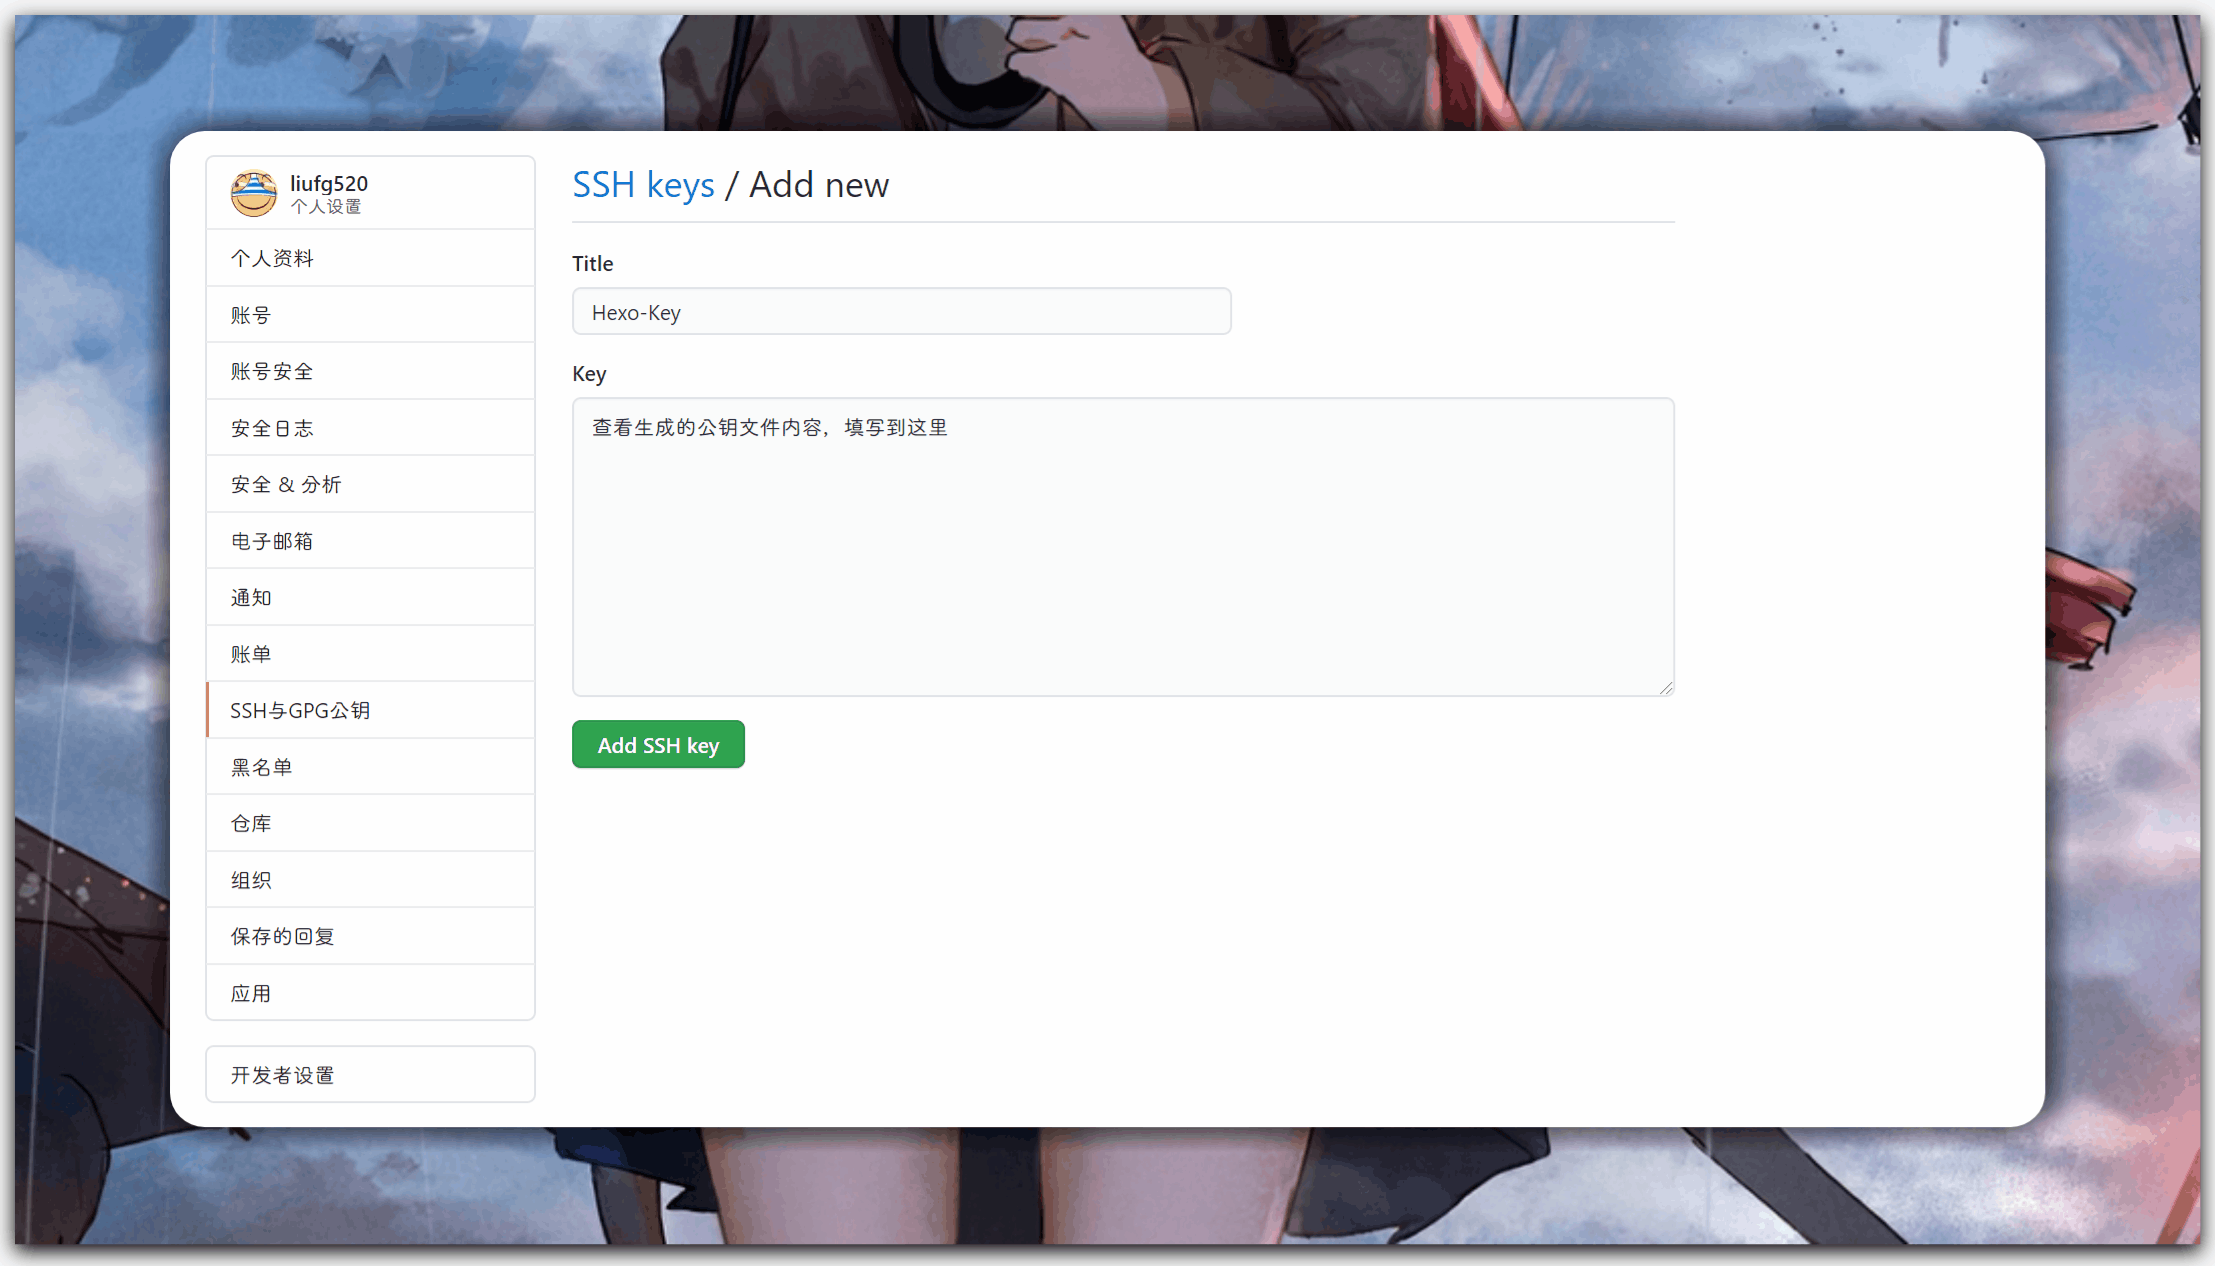 liufg520
个人设置
个人资料
账号
账号安全
安全日志
安全 & 分析
电子邮箱
通知
账单
SSH与GPG公钥
黑名单
仓库
组织
保存的回复
应用
开发者设置
SSH keys / Add new
Title
Hexo-Key
Key
查看生成的公钥文件内容，填写到这里
Add SSH key